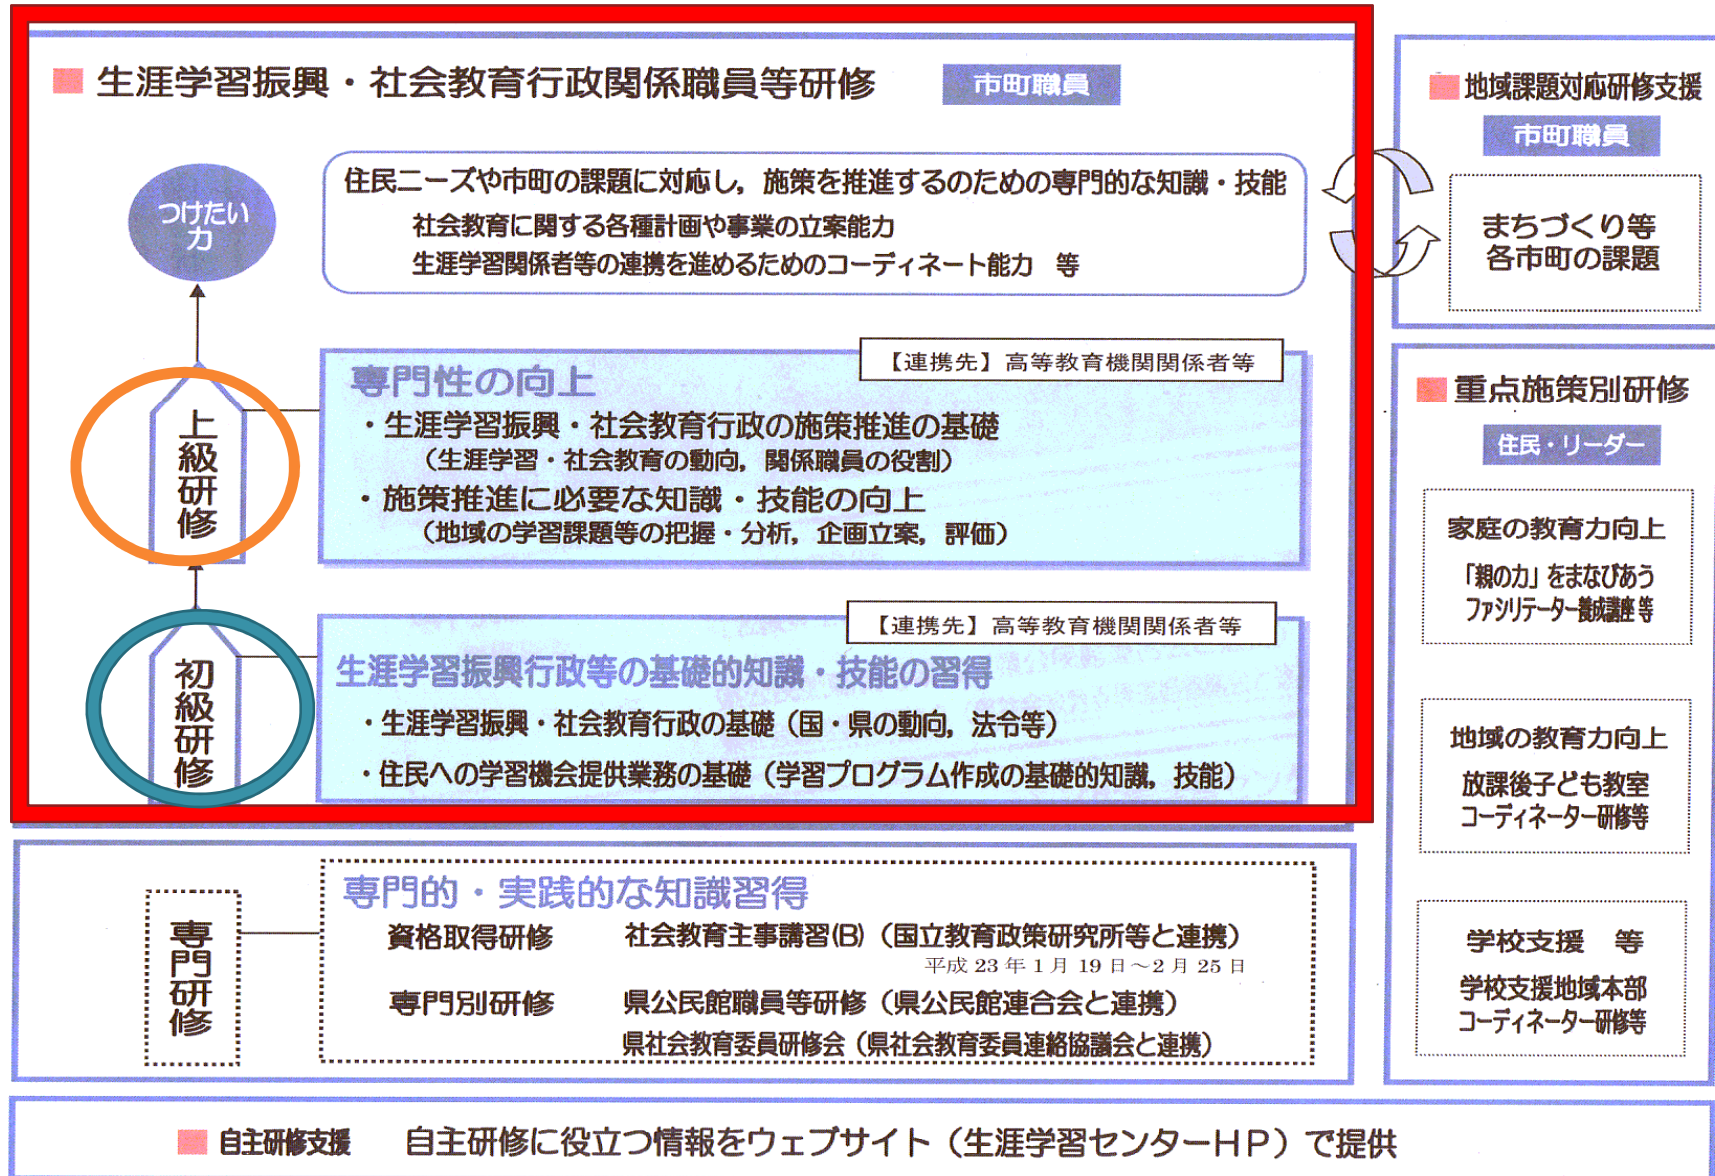 ■ 生涯学習振興・社会教育行政関係職員等研修 市町職員
つけたい
力
住民ニーズや市町の課題に対応し，施策を推進するのための専門的な知識・技能
社会教育に関する各種計画や事業の立案能力
生涯学習関係者等の連携を進めるためのコーディネート能力 等
上級研修
【連携先】高等教育機関関係者等
専門性の向上
・生涯学習振興・社会教育行政の施策推進の基礎
（生涯学習・社会教育の動向，関係職員の役割）
・施策推進に必要な知識・技能の向上
（地域の学習課題等の把握・分析，企画立案，評価）
初級研修
【連携先】高等教育機関関係者等
生涯学習振興行政等の基礎的知識・技能の習得
・生涯学習振興・社会教育行政の基礎（国・県の動向，法令等）
・住民への学習機会提供業務の基礎（学習プログラム作成の基礎的知識，技能）
専門研修
専門的・実践的な知識習得
資格取得研修 社会教育主事講習(B)（国立教育政策研究所等と連携）
平成 23 年 1 月 19 日～2 月 25 日
専門別研修 県公民館職員等研修（県公民館連合会と連携）
県社会教育委員研修会（県社会教育委員連絡協議会と連携）
■ 地域課題対応研修支援
市町職員
まちづくり等
各市町の課題
■ 重点施策別研修
住民・リーダー
家庭の教育力向上
「親の力」をまなびあう
ファシリテーター養成講座等
地域の教育力向上
放課後子ども教室
コーディネーター研修等
学校支援 等
学校支援地域本部
コーディネーター研修等
■ 自主研修支援 自主研修に役立つ情報をウェブサイト（生涯学習センターＨＰ）で提供